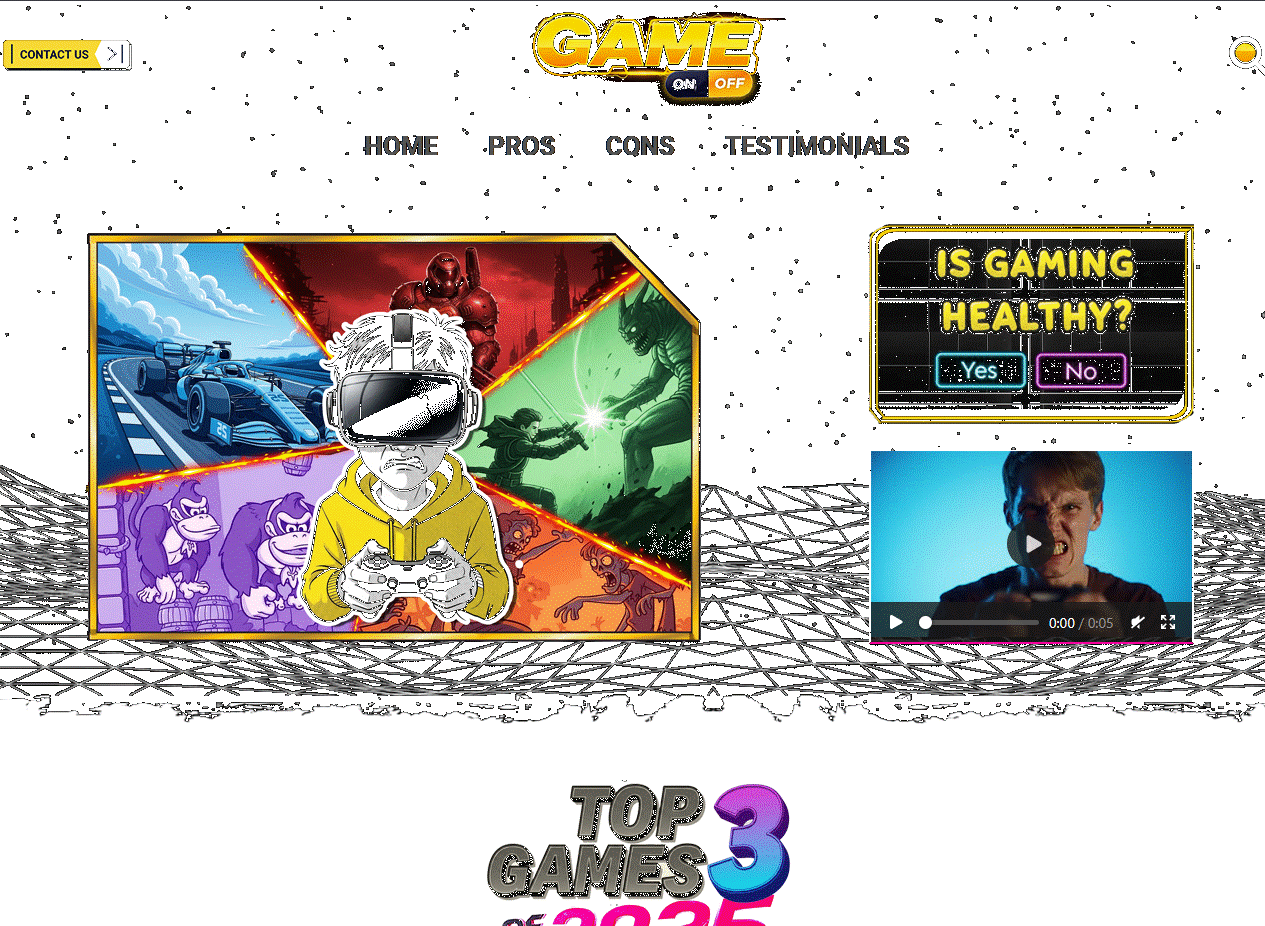 GAME
ON OFF
CONTACT US
HOME PROS CONS TESTIMONIALS
IS GAMING
HEALTHY?
Yes No
25
0:00 / 0:05
TOP 3
GAMES
OF 2025